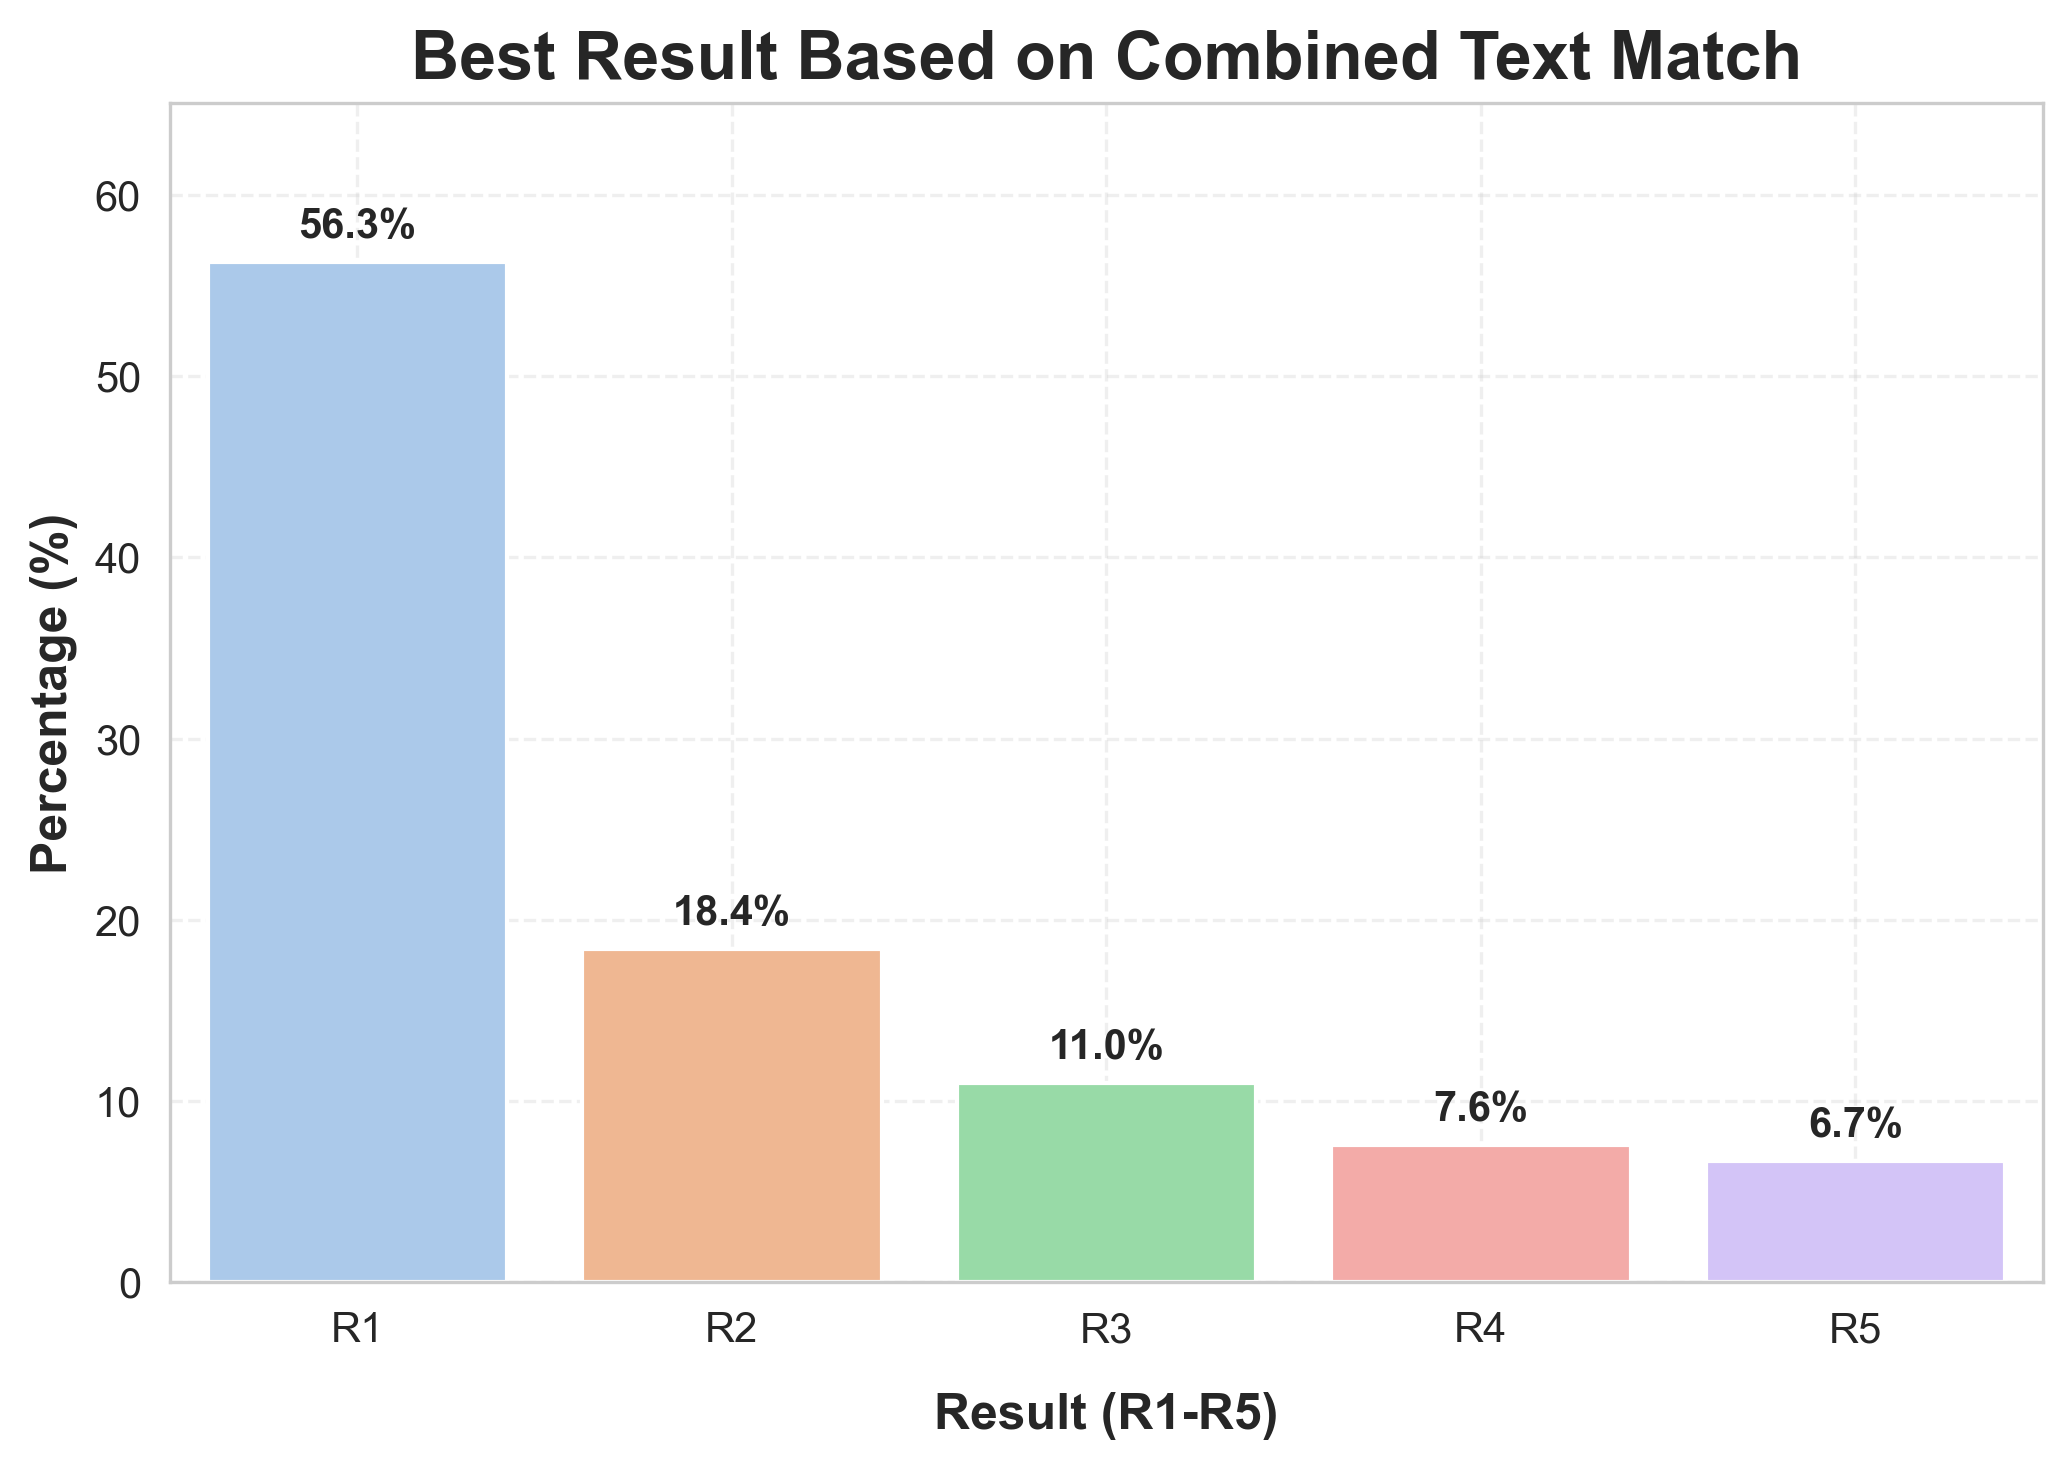 Best Result Based on Combined Text Match
Percentage (%)
60
50
40
30
20
10
0
56.3%
18.4%
11.0%
7.6%
6.7%
R1
R2
R3
R4
R5
Result (R1-R5)